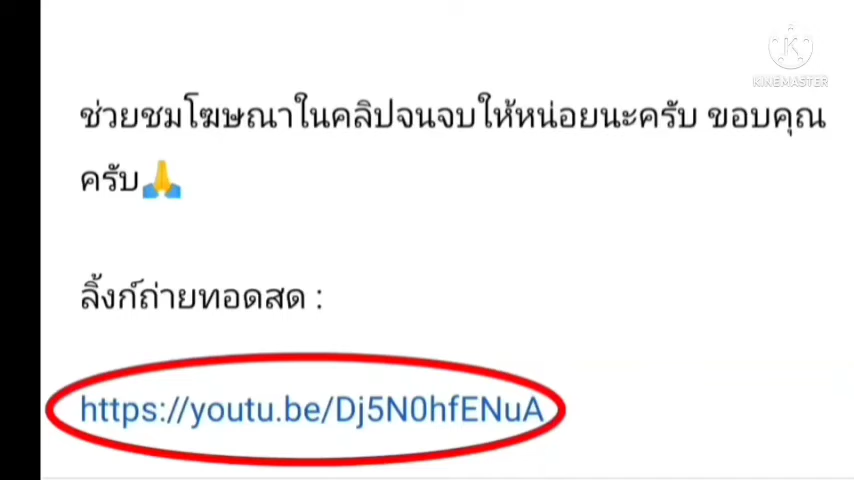 KINEMASTER
ช่วยชมโฆษณาในคลิปจนจบให้หน่อยนะครับ ขอบคุณ
ครับ🙏
ลิ้งก์ถ่ายทอดสด :
https://youtu.be/Dj5N0hfENuA